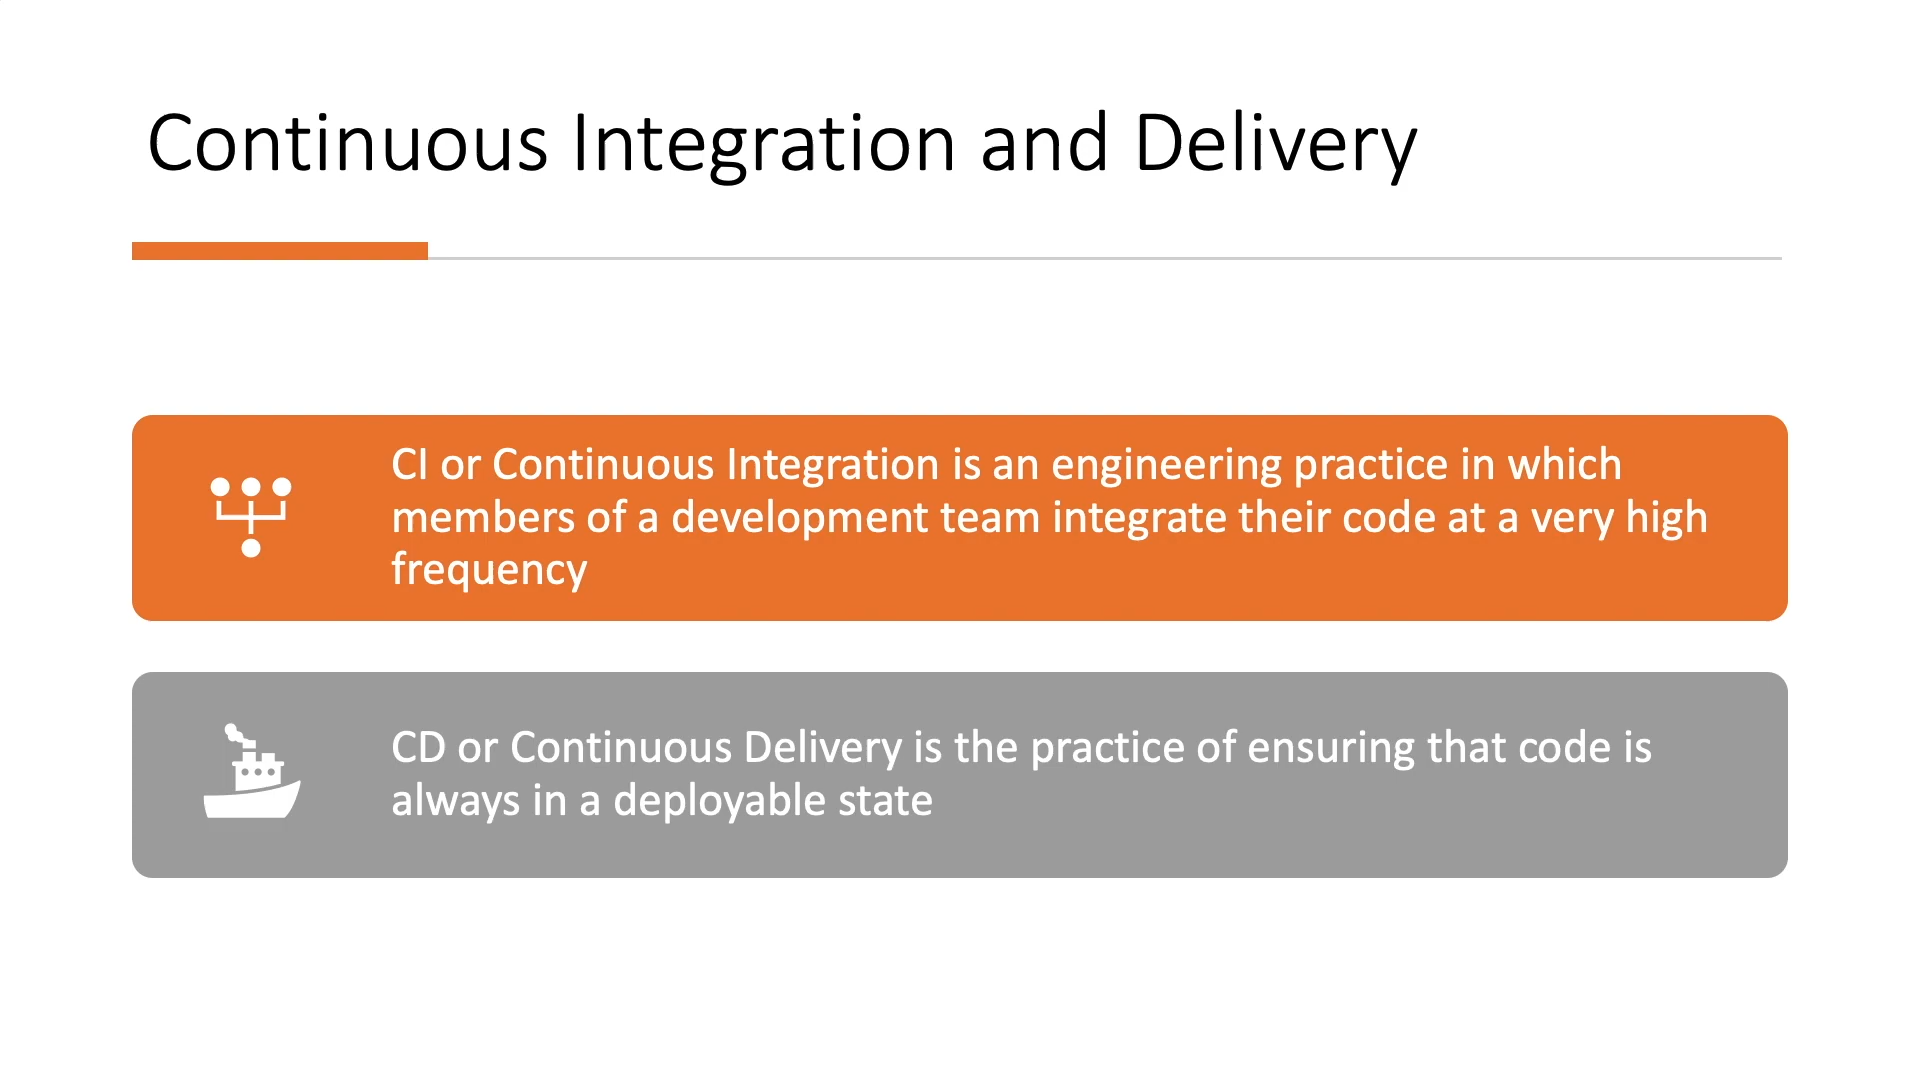 Continuous Integration and Delivery
CI or Continuous Integration is an engineering practice in which
members of a development team integrate their code at a very high
frequency
CD or Continuous Delivery is the practice of ensuring that code is
always in a deployable state